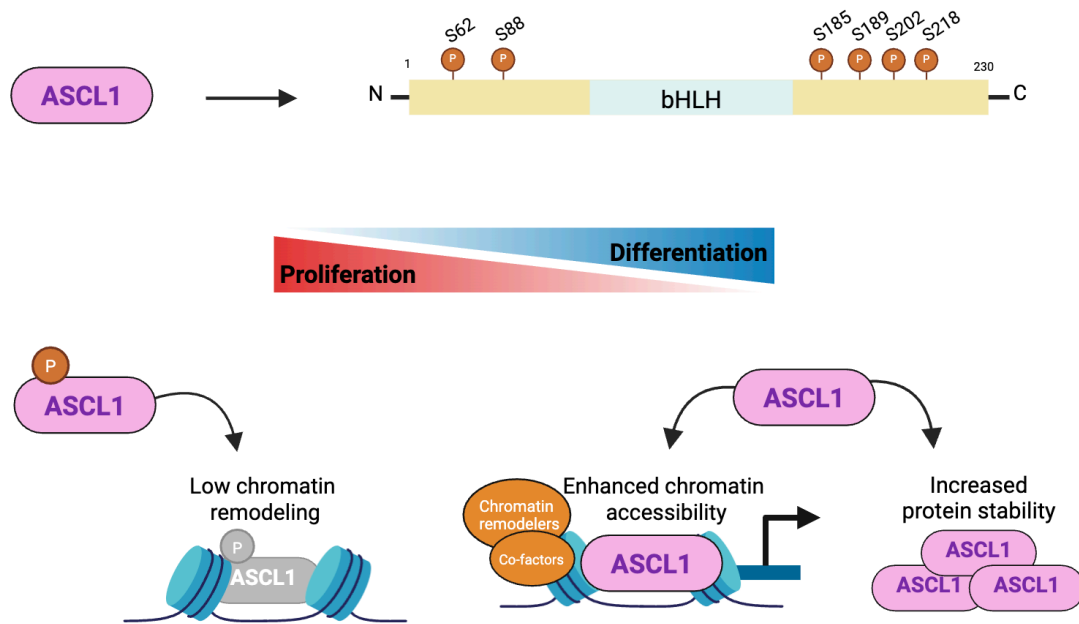 ASCL1
N
1
S62
P
S88
P
bHLH
S185
P
S189
P
S202
P
S218
P
230
C
Differentiation
Proliferation
P
ASCL1
Low chromatin
remodeling
P
ASCL1
ASCL1
Enhanced chromatin
accessibility
Chromatin
remodelers
Co-factors
ASCL1
Increased
protein stability
ASCL1
ASCL1
ASCL1